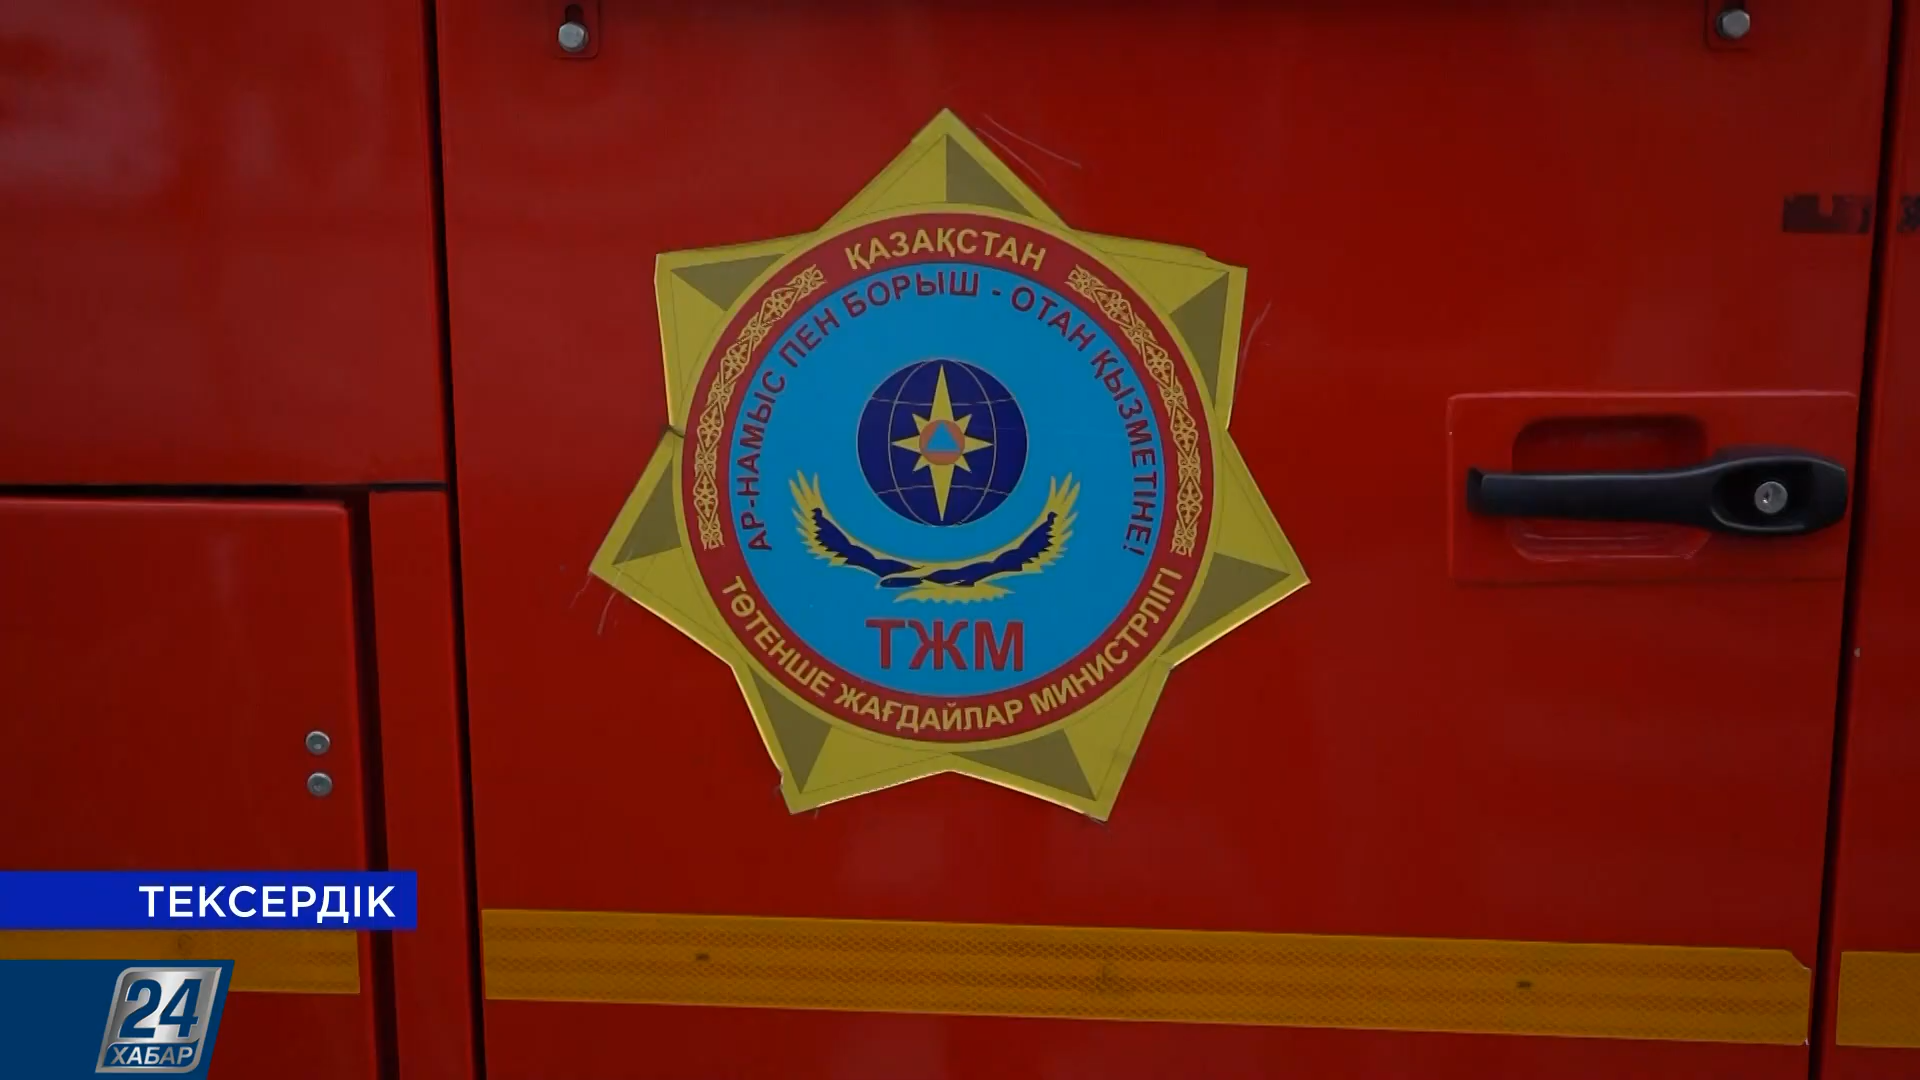 ҚАЗАҚСТАН
АР-НАМЫС ПЕН БОРЫШ - ОТАН ҚЫЗМЕТІНЕ!
ТЖМ
ТӨТЕНШЕ ЖАҒДАЙЛАР МИНИСТРЛІГІ
ТЕКСЕРДІК
24
ХАБАР